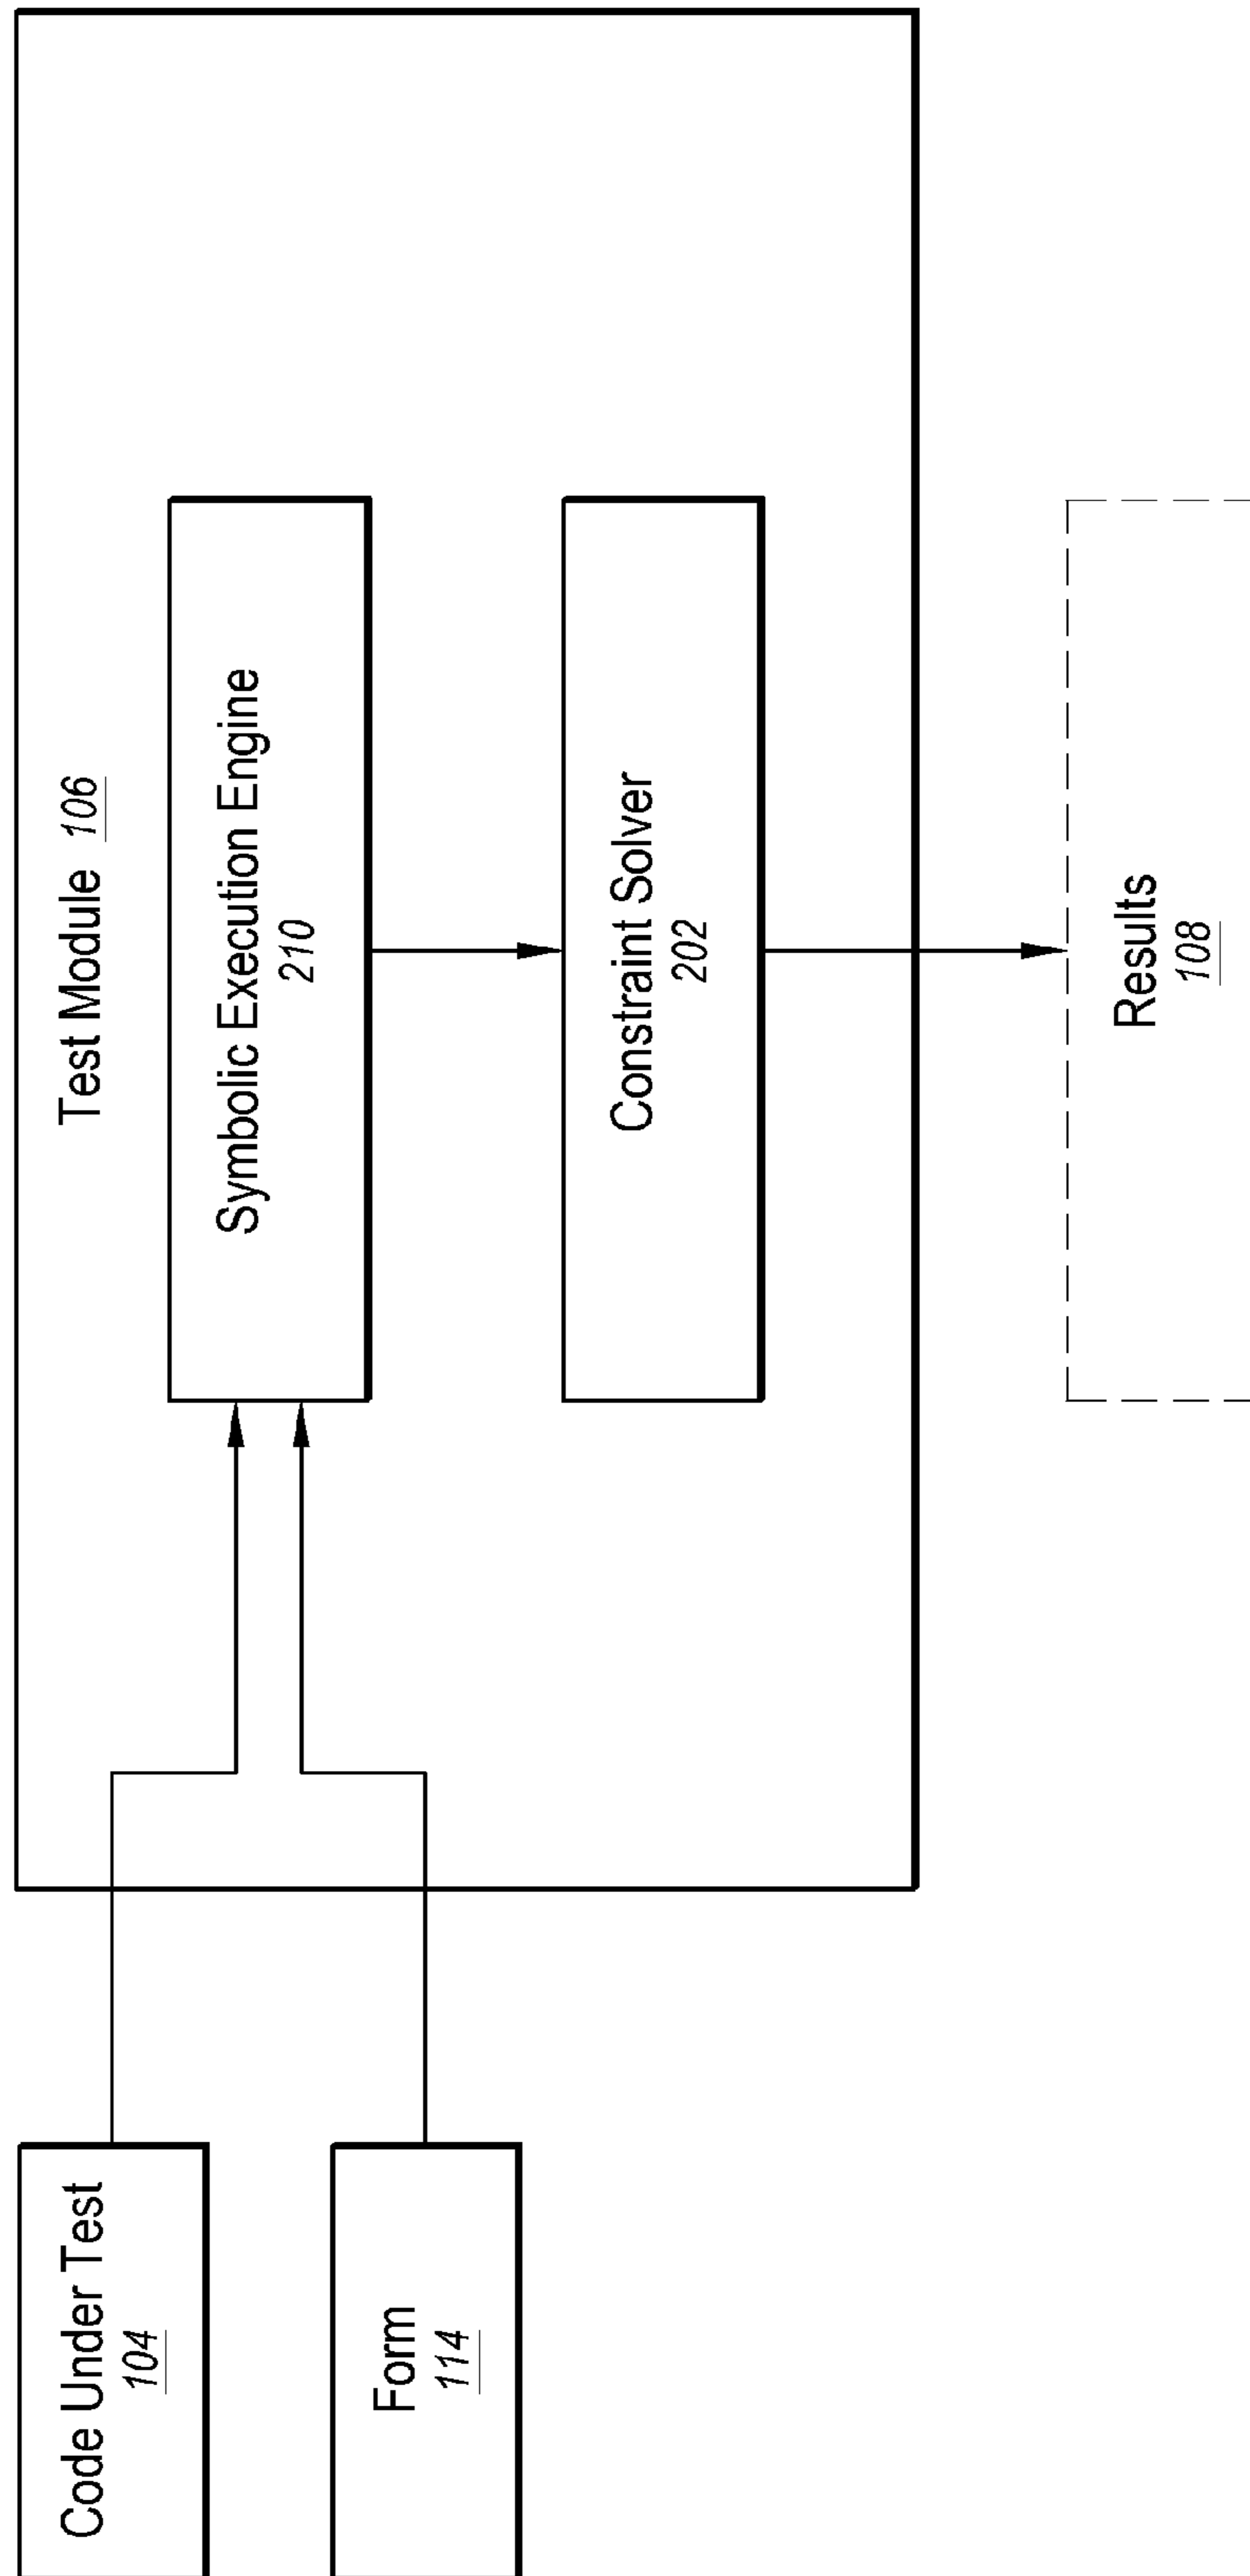 Code Under Test
104
Form
114
Test Module 106
Symbolic Execution Engine
210
Constraint Solver
202
Results
108